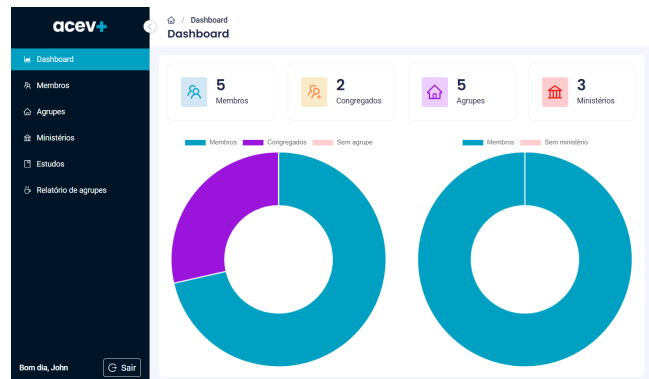 acev+
Dashboard
Membros
Agrupes
Ministérios
Estudos
Relatório de agrupes
Bom dia, John
Sair
/ Dashboard
Dashboard
5
Membros
2
Congregados
5
Agrupes
3
Ministérios
Membros Congregados Sem agrupe
Membros Sem ministério